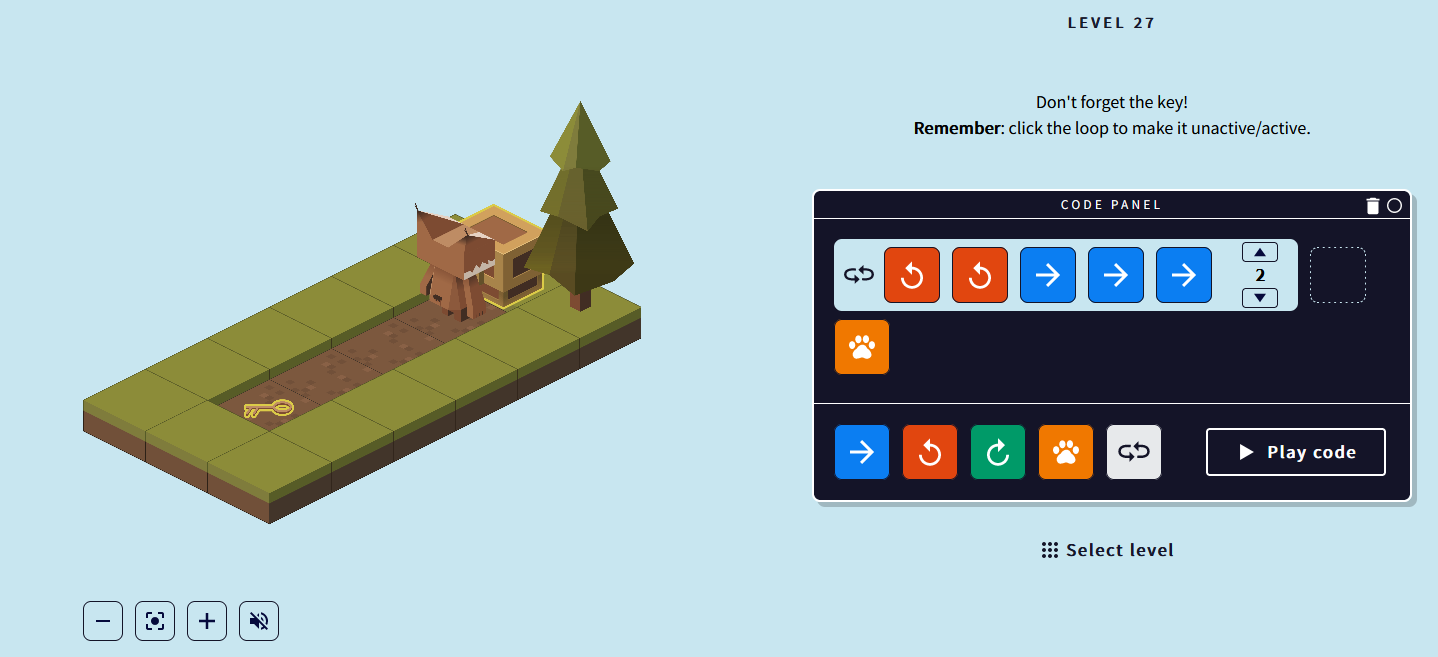 LEVEL 27
Don't forget the key!
Remember: click the loop to make it unactive/active.
CODE PANEL
2
Play code
Select level